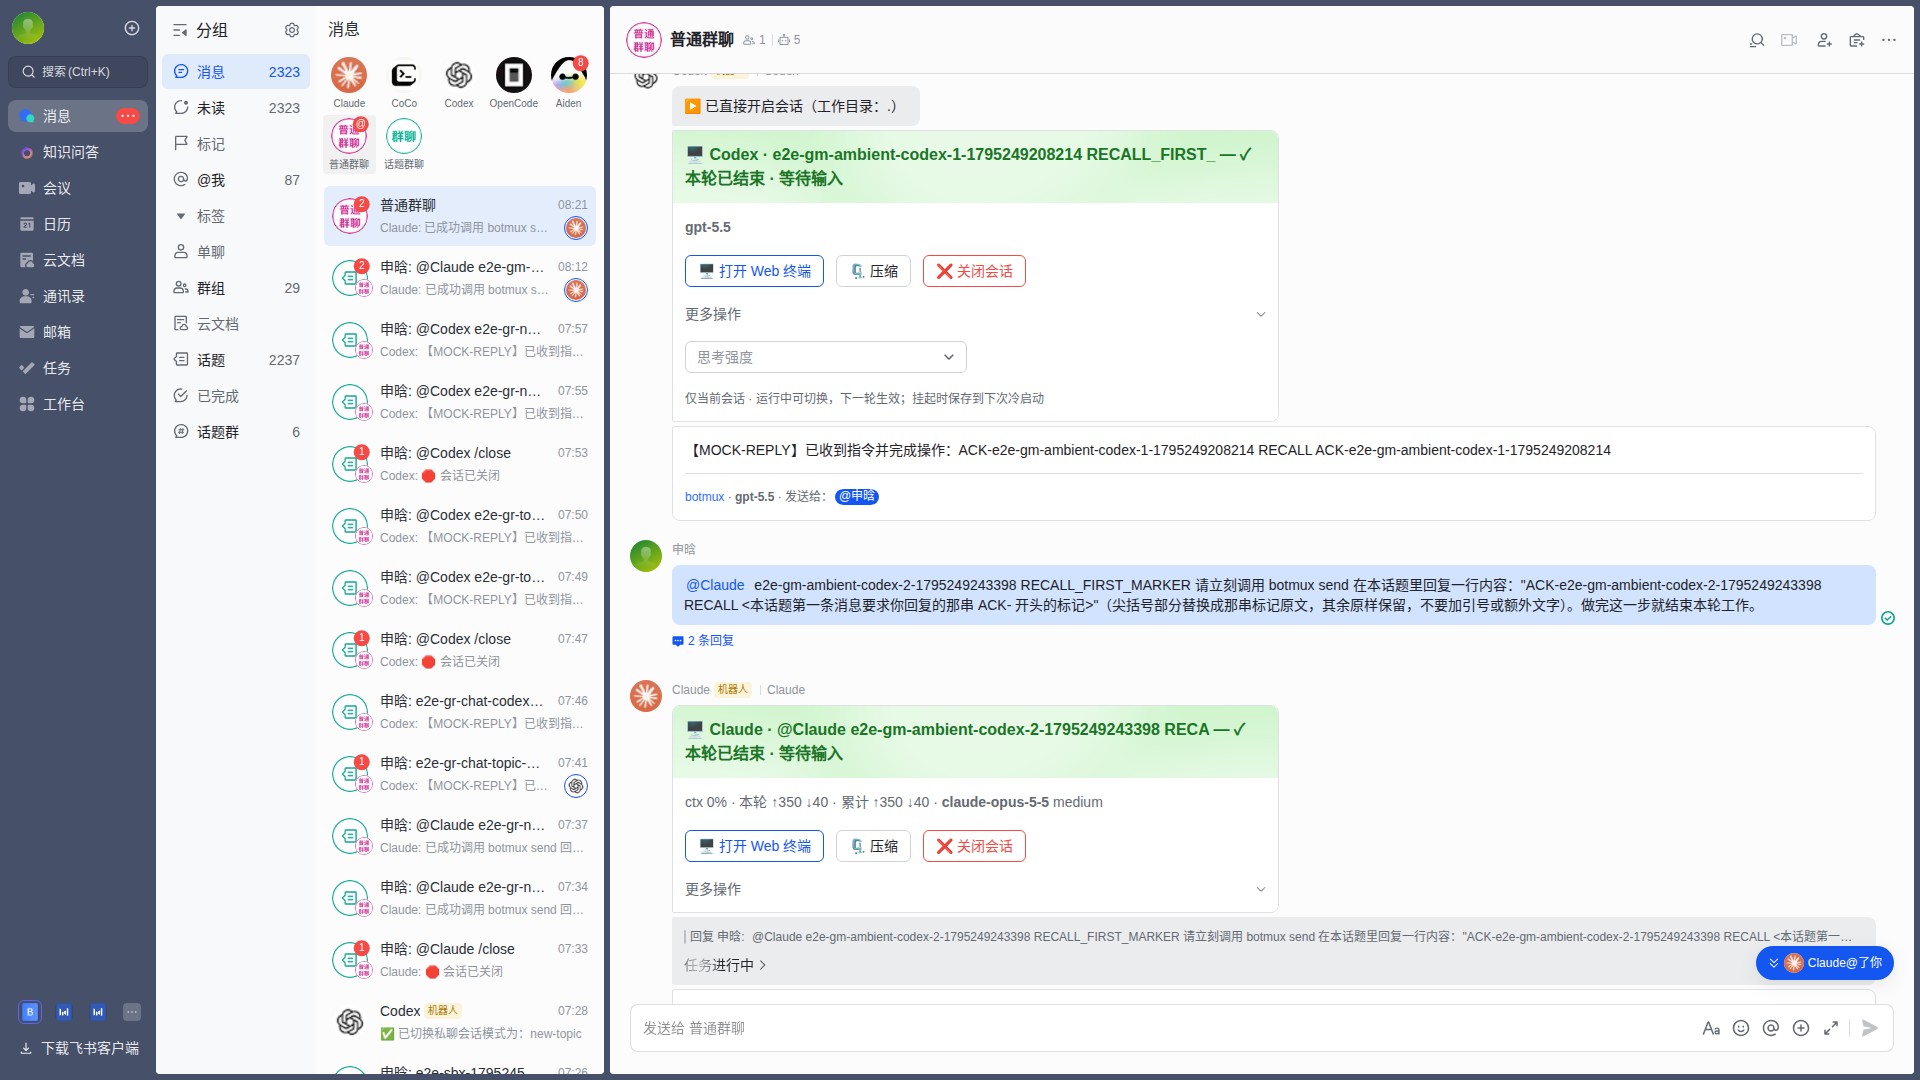 搜索 (Ctrl+K)
消息
知识问答
会议
日历
云文档
通讯录
邮箱
任务
工作台
下载飞书客户端
分组
消息 2323
未读 2323
标记
@我 87
标签
单聊
群组 29
云文档
话题 2237
已完成
话题群 6
消息
Claude
CoCo
Codex
OpenCode
8
Aiden
普通群聊
@
普通群聊
群聊
话题群聊
普通群聊 2
普通群聊 08:21
Claude: 已成功调用 botmux s…
2
申晗: @Claude e2e-gm-… 08:12
Claude: 已成功调用 botmux s…
申晗: @Codex e2e-gr-n… 07:57
Codex: 【MOCK-REPLY】已收到指…
申晗: @Codex e2e-gr-n… 07:55
Codex: 【MOCK-REPLY】已收到指…
1
申晗: @Codex /close 07:53
Codex: 🛑 会话已关闭
申晗: @Codex e2e-gr-to… 07:50
Codex: 【MOCK-REPLY】已收到指…
申晗: @Codex e2e-gr-to… 07:49
Codex: 【MOCK-REPLY】已收到指…
1
申晗: @Codex /close 07:47
Codex: 🛑 会话已关闭
申晗: e2e-gr-chat-codex… 07:46
Codex: 【MOCK-REPLY】已收到指…
1
申晗: e2e-gr-chat-topic-… 07:41
Codex: 【MOCK-REPLY】已…
申晗: @Claude e2e-gr-n… 07:37
Claude: 已成功调用 botmux send 回…
申晗: @Claude e2e-gr-n… 07:34
Claude: 已成功调用 botmux send 回…
1
申晗: @Claude /close 07:33
Claude: 🛑 会话已关闭
Codex 机器人 07:28
✅ 已切换私聊会话模式为：new-topic
普通群聊
普通群聊 1 5
▶️ 已直接开启会话（工作目录：.）
🖥️ Codex · e2e-gm-ambient-codex-1-1795249208214 RECALL_FIRST_ — ✓
本轮已结束 · 等待输入
gpt-5.5
🖥️ 打开 Web 终端
🗜️ 压缩
❌ 关闭会话
更多操作
思考强度
仅当前会话 · 运行中可切换，下一轮生效；挂起时保存到下次冷启动
【MOCK-REPLY】已收到指令并完成操作：ACK-e2e-gm-ambient-codex-1-1795249208214 RECALL ACK-e2e-gm-ambient-codex-1-1795249208214
botmux · gpt-5.5 · 发送给： @申晗
申晗
@Claude e2e-gm-ambient-codex-2-1795249243398 RECALL_FIRST_MARKER 请立刻调用 botmux send 在本话题里回复一行内容："ACK-e2e-gm-ambient-codex-2-1795249243398
RECALL <本话题第一条消息要求你回复的那串 ACK- 开头的标记>"（尖括号部分替换成那串标记原文，其余原样保留，不要加引号或额外文字）。做完这一步就结束本轮工作。
2 条回复
Claude 机器人 Claude
🖥️ Claude · @Claude e2e-gm-ambient-codex-2-1795249243398 RECA — ✓
本轮已结束 · 等待输入
ctx 0% · 本轮 ↑350 ↓40 · 累计 ↑350 ↓40 · claude-opus-5-5 medium
🖥️ 打开 Web 终端
🗜️ 压缩
❌ 关闭会话
更多操作
回复 申晗：@Claude e2e-gm-ambient-codex-2-1795249243398 RECALL_FIRST_MARKER 请立刻调用 botmux send 在本话题里回复一行内容："ACK-e2e-gm-ambient-codex-2-1795249243398 RECALL <本话题第一…
任务进行中
Claude@了你
发送给 普通群聊